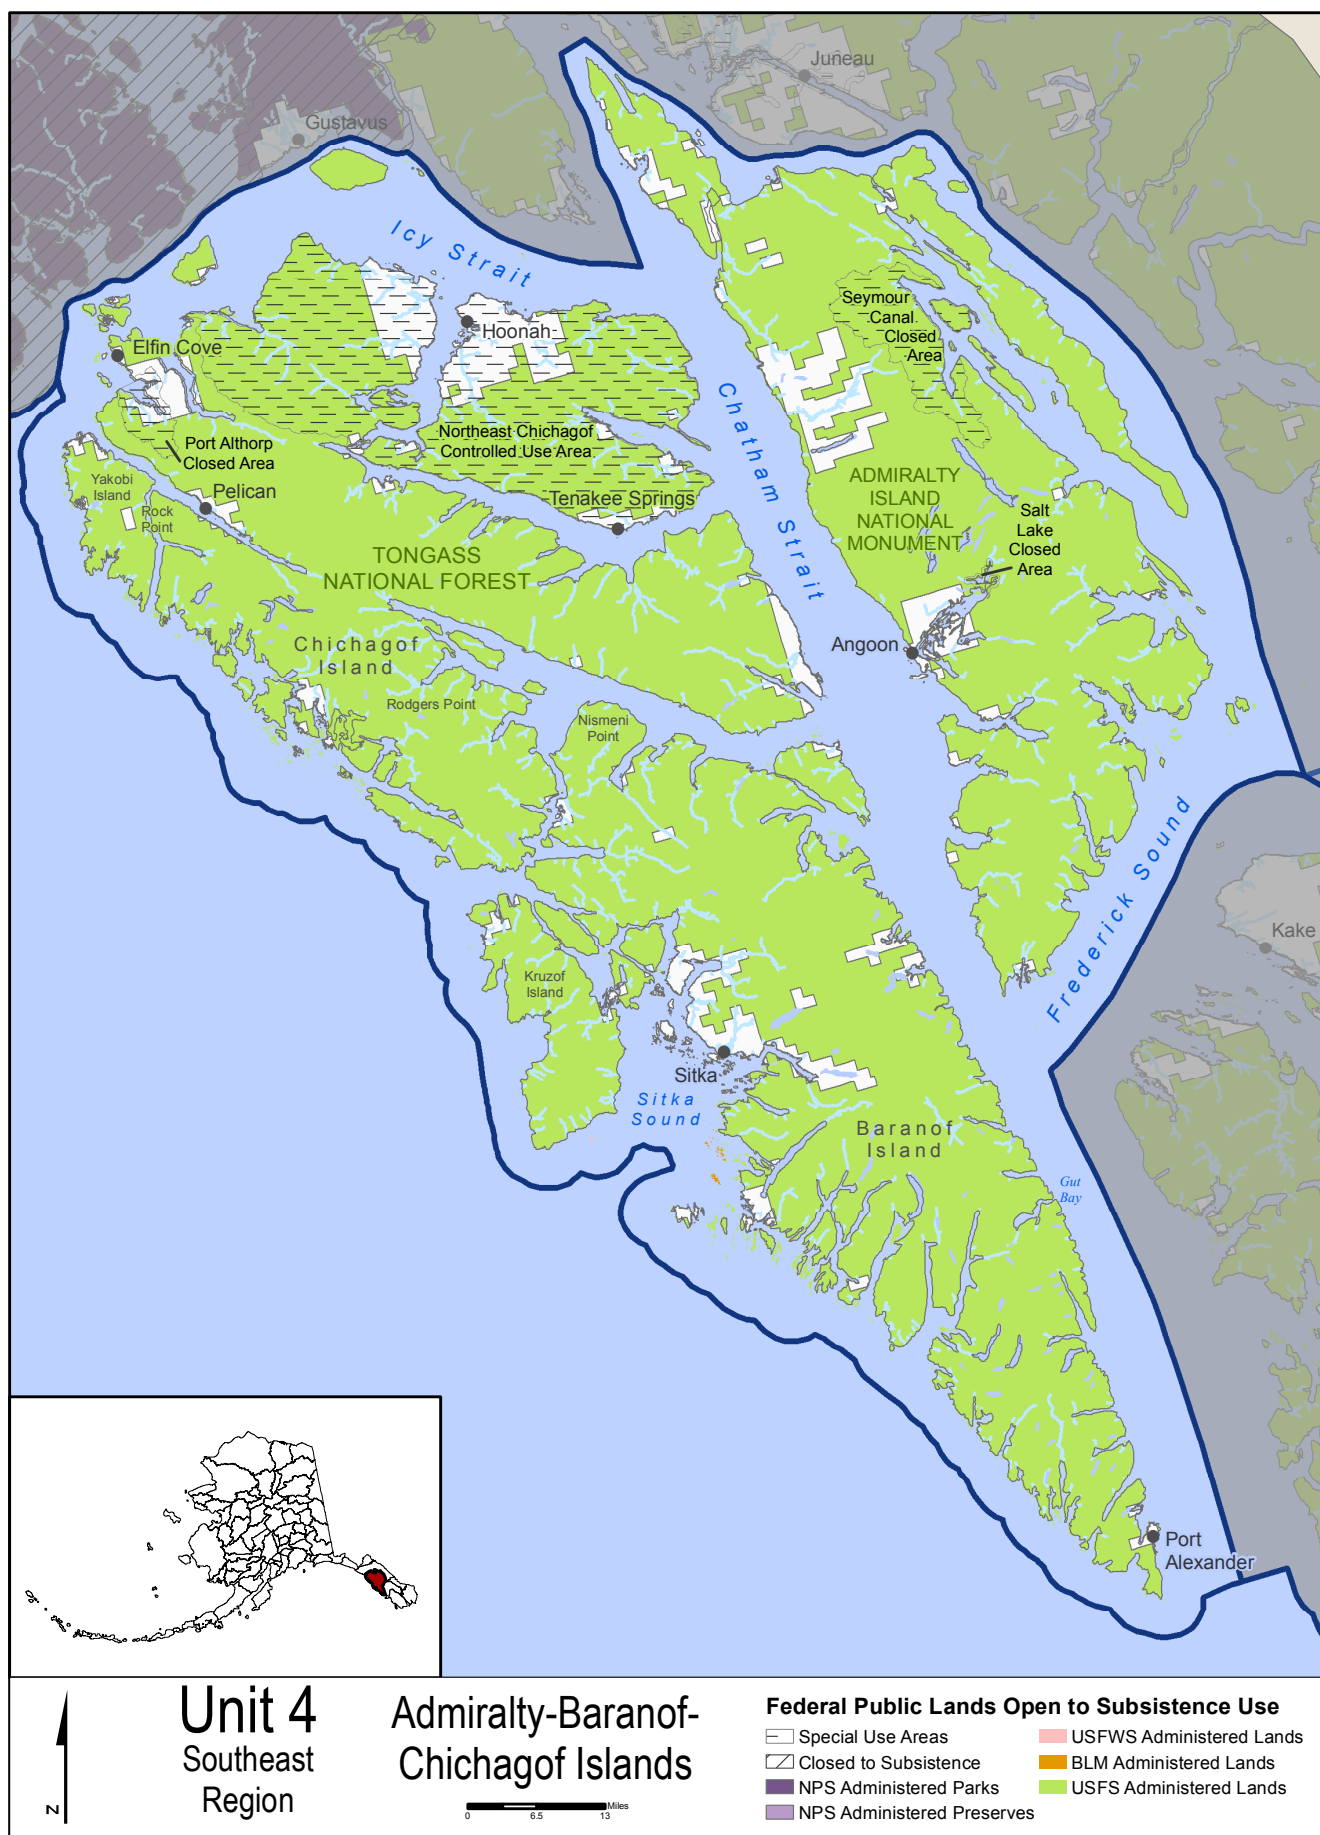 Juneau
Gustavus
Icy Strait
Seymour
Canal
Closed
Area
Hoonah
Elfin Cove
Chatham Strait
Northeast Chichagof
Controlled Use Area
Port Althorp
Closed Area
ADMIRALTY
ISLAND
NATIONAL
MONUMENT
Yakobi
Island
Pelican
Rock
Point
Tenakee Springs
Salt
Lake
Closed
Area
TONGASS
NATIONAL FOREST
Chichagof
Island
Angoon
Rodgers Point
Nismeni
Point
Frederick Sound
Kake
Kruzof
Island
Sitka
Sitka
Sound
Baranof
Island
Gut
Bay
Port
Alexander
N
Unit 4
Southeast
Region
Admiralty-Baranof-
Chichagof Islands
0 6.5 13 Miles
Federal Public Lands Open to Subsistence Use
Special Use Areas
Closed to Subsistence
NPS Administered Parks
NPS Administered Preserves
USFWS Administered Lands
BLM Administered Lands
USFS Administered Lands